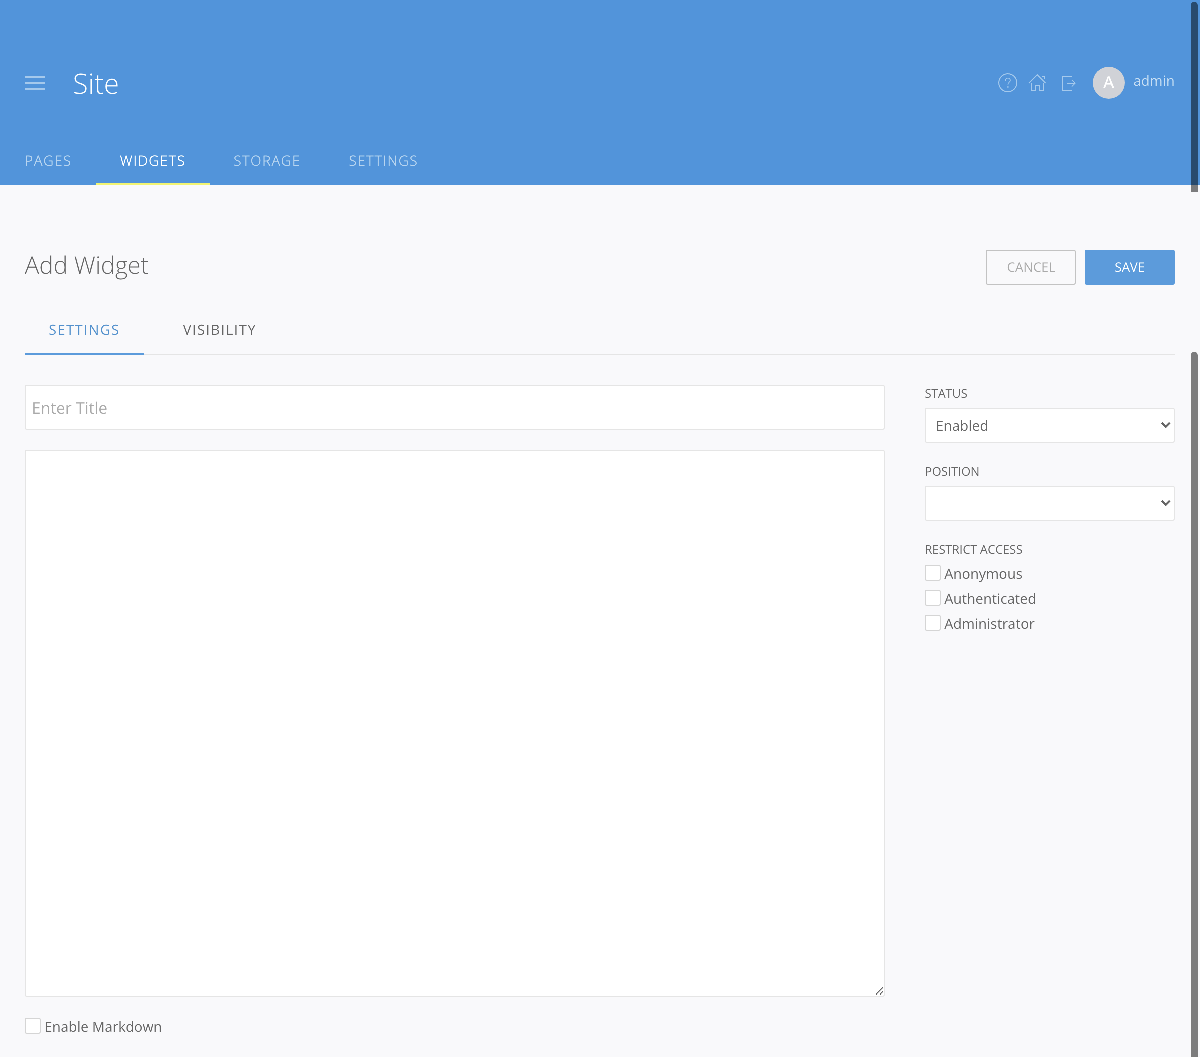 Site
?
A
admin
PAGES
WIDGETS
STORAGE
SETTINGS
Add Widget
CANCEL
SAVE
SETTINGS
VISIBILITY
Enter Title
STATUS
Enabled
POSITION
RESTRICT ACCESS
Anonymous
Authenticated
Administrator
Enable Markdown